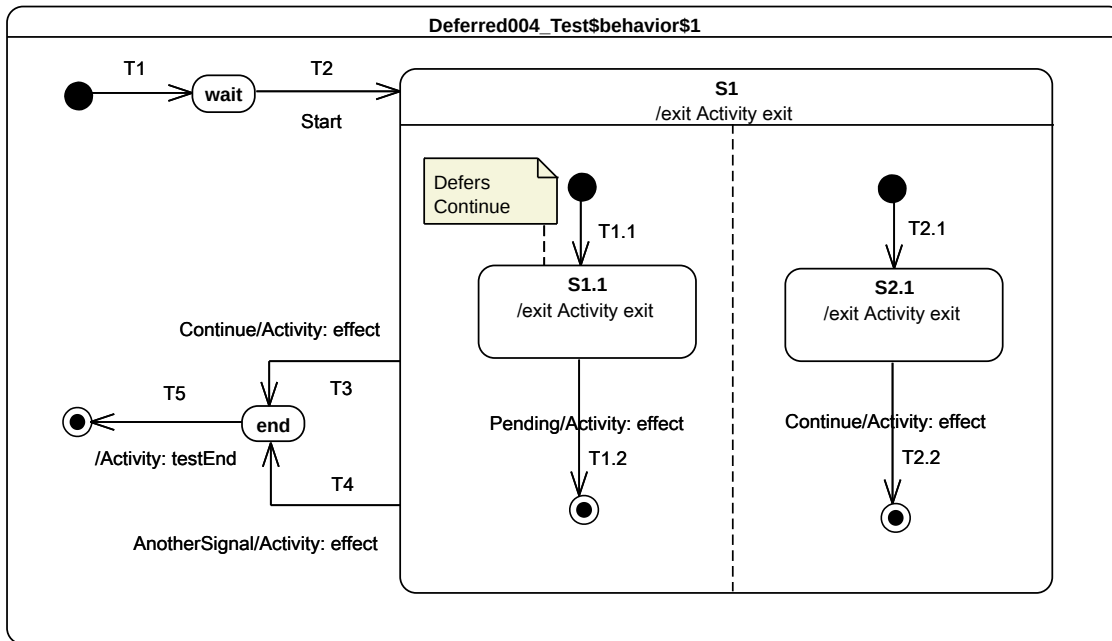 Deferred004_Test$behavior$1
T1
T2
wait
Start
S1
/exit Activity exit
Defers
Continue
T1.1
T2.1
S1.1
/exit Activity exit
S2.1
/exit Activity exit
Continue/Activity: effect
T3
T5
end
/Activity: testEnd
T4
AnotherSignal/Activity: effect
Pending/Activity: effect
T1.2
Continue/Activity: effect
T2.2